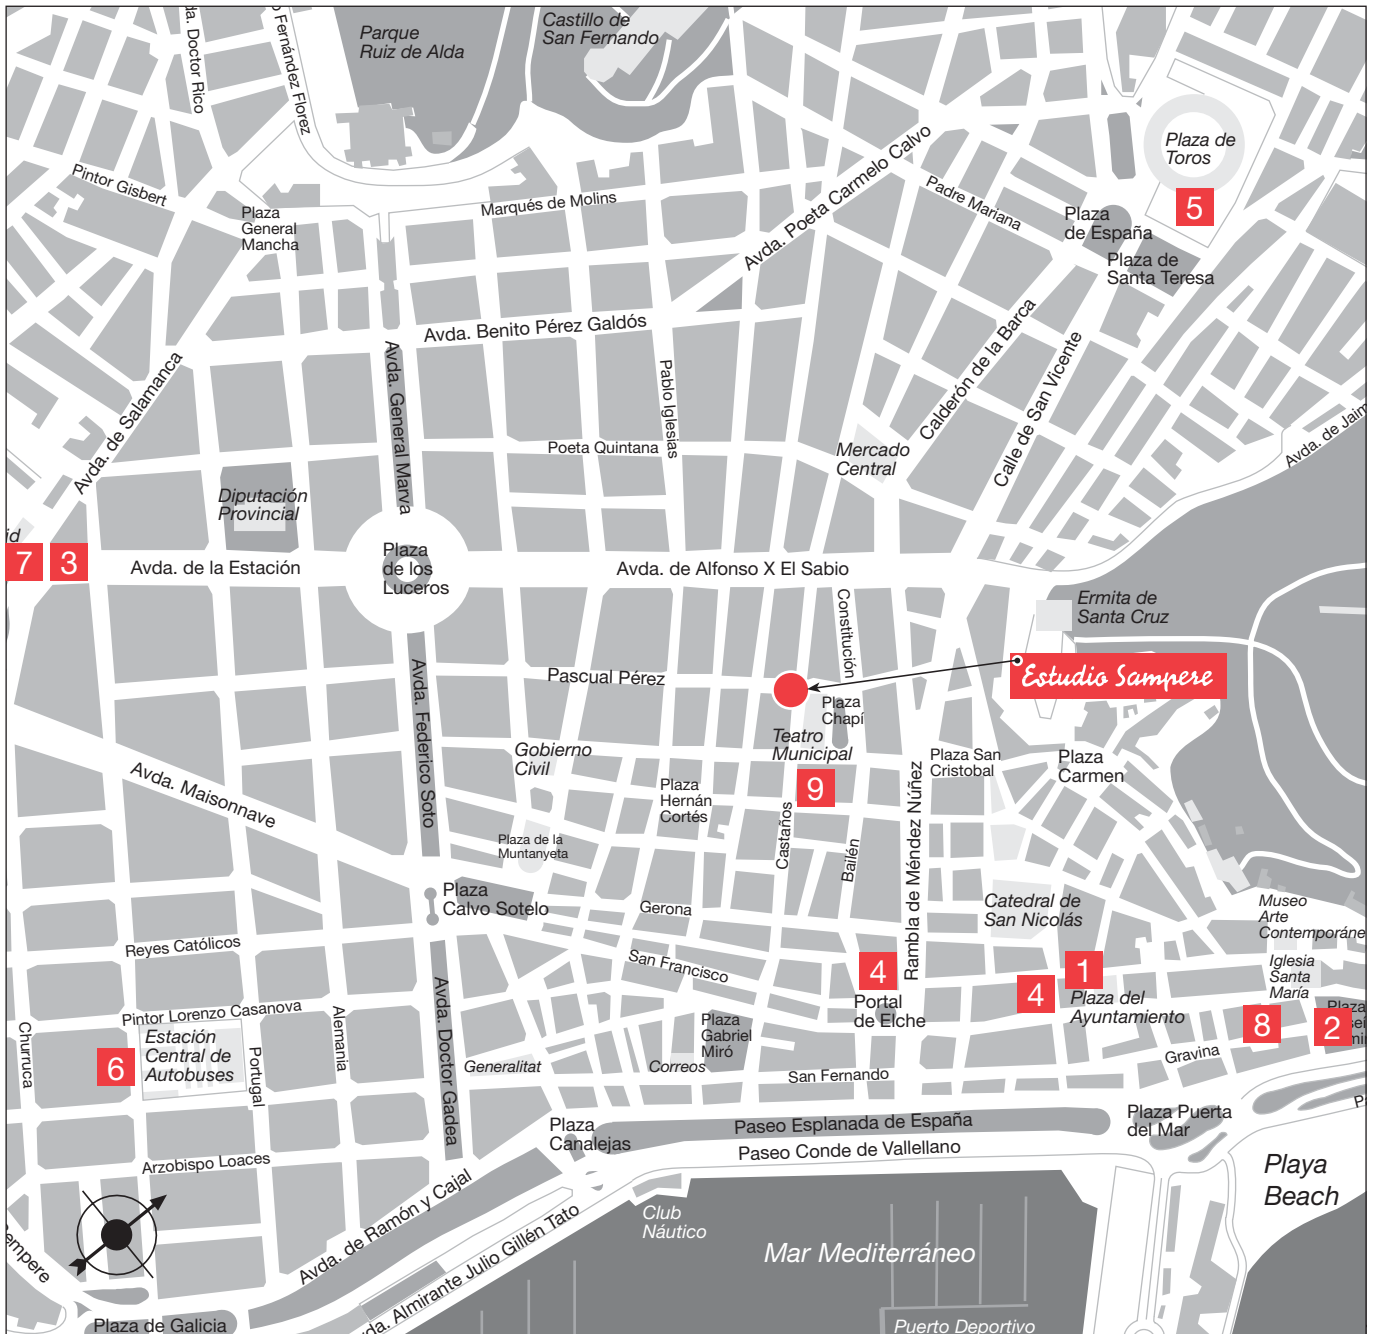 da. Doctor Rico
o Fernández Florez
Parque
Ruiz de Alda
Castillo de
San Fernando
Plaza de
Toros
5
Pintor Gisbert
Plaza
General
Mancha
Marqués de Molins
Avda. Poeta Carmelo Calvo
Padre Mariana
Plaza
de España
Plaza de
Santa Teresa
Avda. Benito Pérez Galdós
Avda. de Salamanca
Avda. General Marva
Pablo Iglesias
Calderón de la Barca
Calle de San Vicente
Avda. de Jaim
Poeta Quintana
Mercado
Central
Diputación
Provincial
id
7
3
Avda. de la Estación
Plaza
de los
Luceros
Avda. de Alfonso X El Sabio
Constitución
Ermita de
Santa Cruz
Estudio Sampere
Pascual Pérez
Avda. Federico Soto
Plaza
Chapí
Teatro
Municipal
9
Gobierno
Civil
Plaza San
Cristobal
Plaza
Carmen
Avda. Maisonnave
Plaza
Hernán
Cortés
Castaños
Bailén
Rambla de Méndez Núñez
Plaza de la
Muntanyeta
Plaza
Calvo Sotelo
Gerona
Catedral de
San Nicolás
Museo
Arte
Contemporáne
Reyes Católicos
San Francisco
4
Portal
de Elche
4
1
Plaza del
Ayuntamiento
Iglesia
Santa
María
8
2
Plaza
Pintor Lorenzo Casanova
Churruca
Estación
Central de
Autobuses
6
Portugal
Alemania
Avda. Doctor Gadea
Generalitat
Correos
Plaza
Gabriel
Miró
San Fernando
Gravina
Paseo Esplanada de España
Paseo Conde de Vallellano
Plaza
Canalejas
Plaza Puerta
del Mar
Playa
Beach
Arzobispo Loaces
Avda. de Ramón y Cajal
Club
Náutico
Mar Mediterráneo
da. Almirante Julio Gillén Tato
empere
Plaza de Galicia
Puerto Deportivo